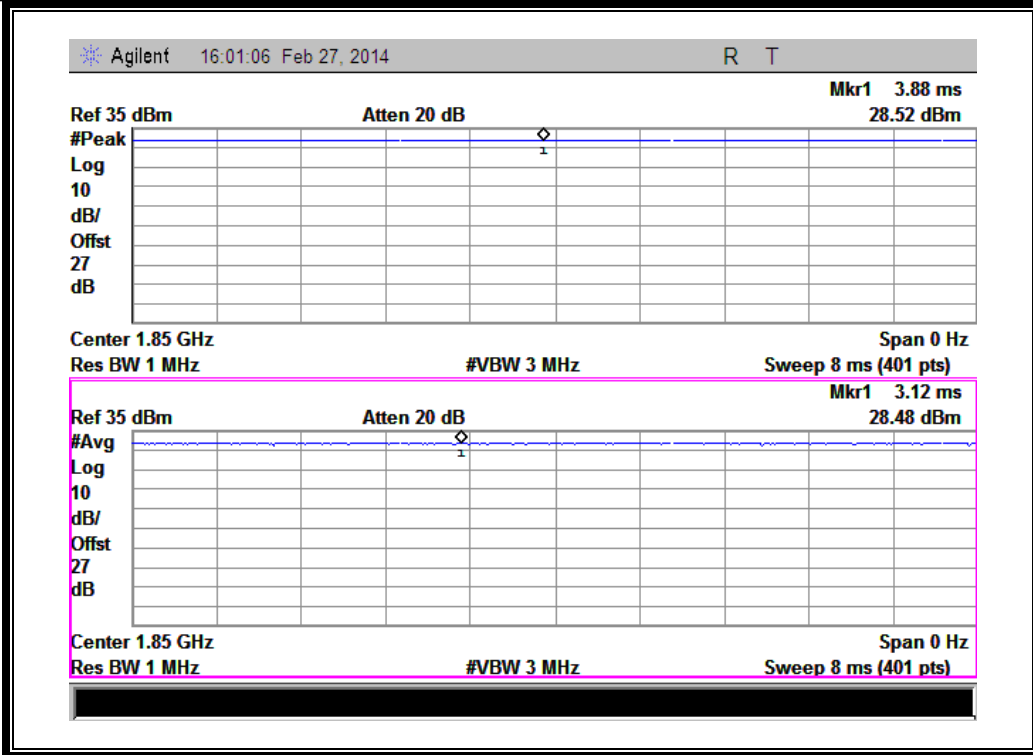 Agilent 16:01:06 Feb 27, 2014 R T
Mkr1 3.88 ms
Ref 35 dBm Atten 20 dB 28.52 dBm
#Peak
1
Log
10
dB/
Offst
27
dB
Center 1.85 GHz Span 0 Hz
Res BW 1 MHz #VBW 3 MHz Sweep 8 ms (401 pts)
Mkr1 3.12 ms
Ref 35 dBm Atten 20 dB 28.48 dBm
#Avg
1
Log
10
dB/
Offst
27
dB
Center 1.85 GHz Span 0 Hz
Res BW 1 MHz #VBW 3 MHz Sweep 8 ms (401 pts)